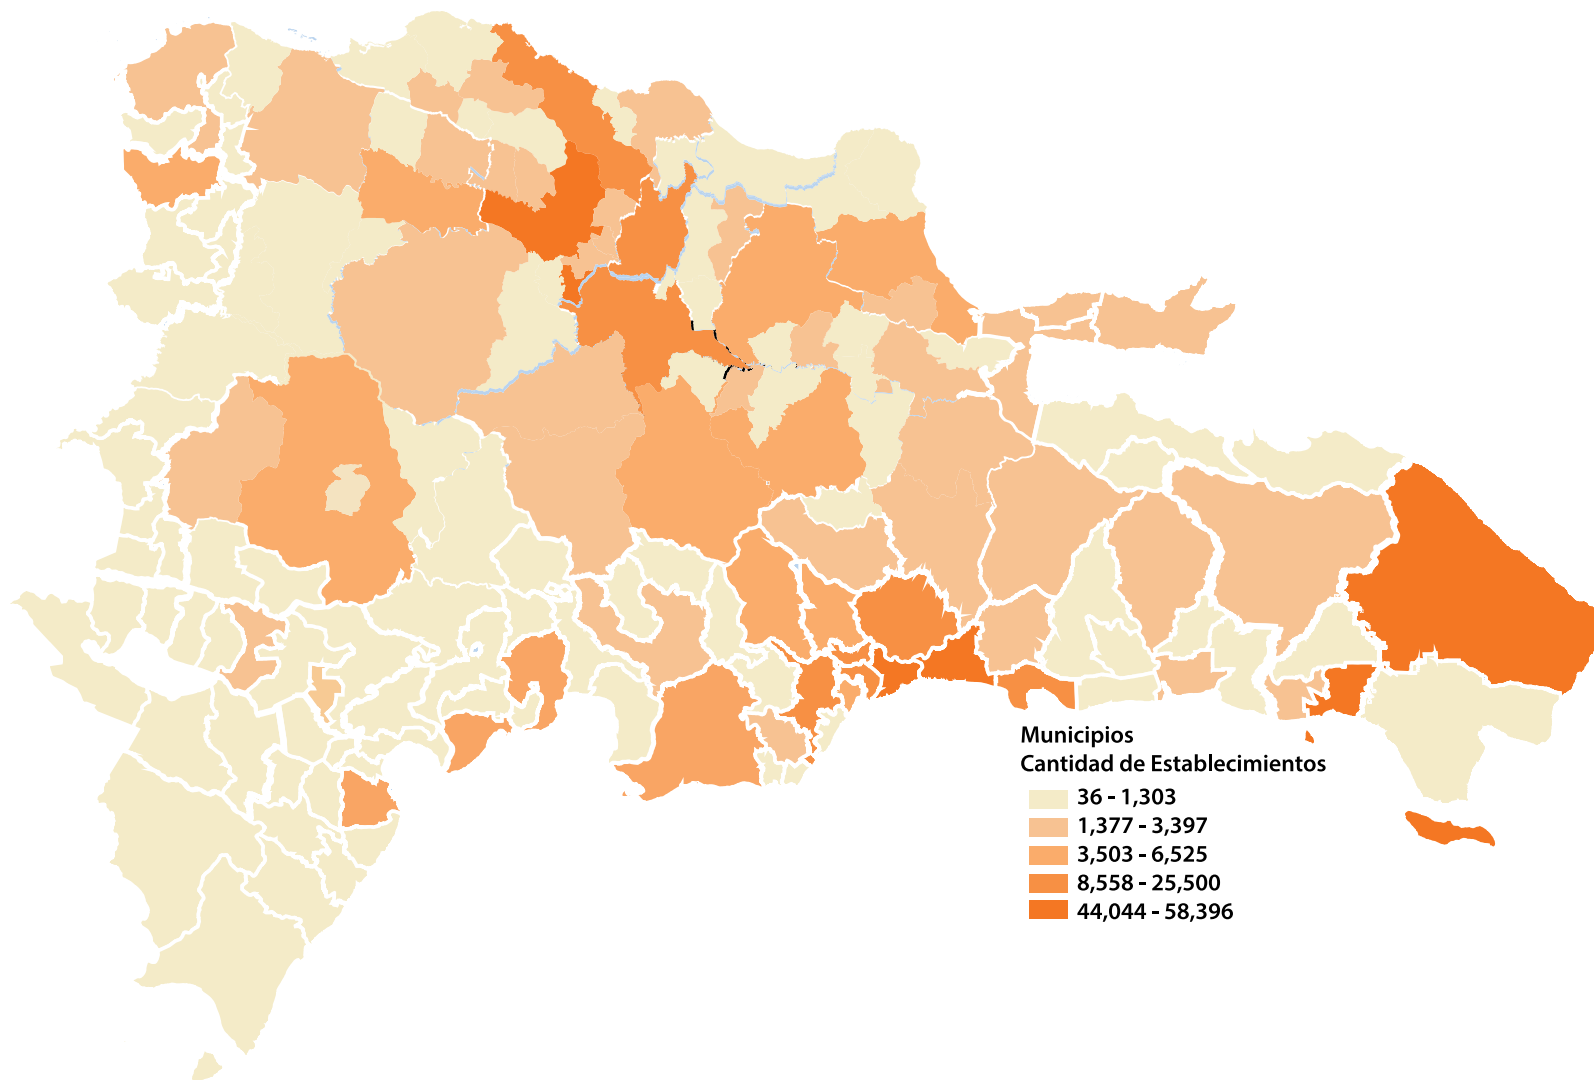 Municipios
Cantidad de Establecimientos
36 - 1,303
1,377 - 3,397
3,503 - 6,525
8,558 - 25,500
44,044 - 58,396